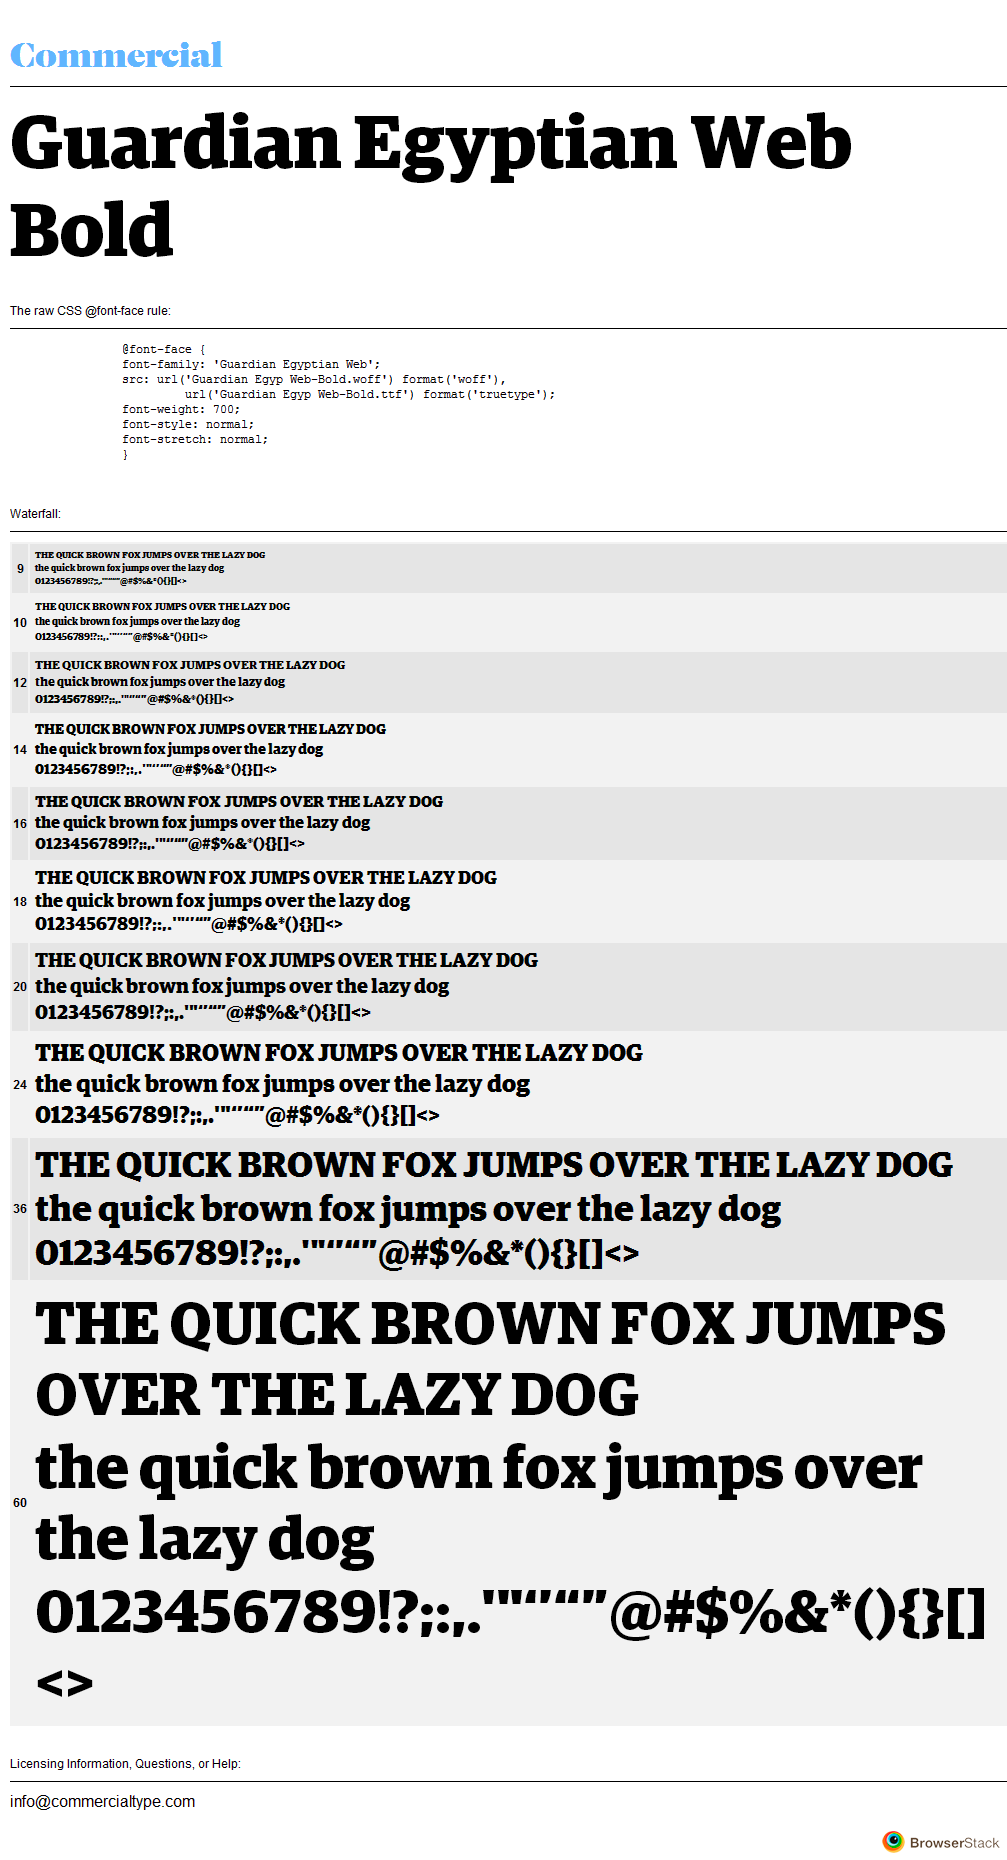 Commercial
Guardian Egyptian Web
Bold
The raw CSS @font-face rule:
@font-face {
font-family: 'Guardian Egyptian Web';
src: url('Guardian Egyp Web-Bold.woff') format('woff'),
url('Guardian Egyp Web-Bold.ttf') format('truetype');
font-weight: 700;
font-style: normal;
font-stretch: normal;
}
Waterfall:
THE QUICK BROWN FOX JUMPS OVER THE LAZY DOG
9 the quick brown fox jumps over the lazy dog
0123456789!?;:,.'"‘’“”@#$%&*(){}[]<>
THE QUICK BROWN FOX JUMPS OVER THE LAZY DOG
10 the quick brown fox jumps over the lazy dog
0123456789!?;:,.'"‘’“”@#$%&*(){}[]<>
THE QUICK BROWN FOX JUMPS OVER THE LAZY DOG
12 the quick brown fox jumps over the lazy dog
0123456789!?;:,.'"‘’“”@#$%&*(){}[]<>
THE QUICK BROWN FOX JUMPS OVER THE LAZY DOG
14 the quick brown fox jumps over the lazy dog
0123456789!?;:,.'"‘’“”@#$%&*(){}[]<>
THE QUICK BROWN FOX JUMPS OVER THE LAZY DOG
16 the quick brown fox jumps over the lazy dog
0123456789!?;:,.'"‘’“”@#$%&*(){}[]<>
THE QUICK BROWN FOX JUMPS OVER THE LAZY DOG
18 the quick brown fox jumps over the lazy dog
0123456789!?;:,.'"‘’“”@#$%&*(){}[]<>
THE QUICK BROWN FOX JUMPS OVER THE LAZY DOG
20 the quick brown fox jumps over the lazy dog
0123456789!?;:,.'"‘’“”@#$%&*(){}[]<>
THE QUICK BROWN FOX JUMPS OVER THE LAZY DOG
24 the quick brown fox jumps over the lazy dog
0123456789!?;:,.'"‘’“”@#$%&*(){}[]<>
THE QUICK BROWN FOX JUMPS OVER THE LAZY DOG
36 the quick brown fox jumps over the lazy dog
0123456789!?;:,.'"‘’“”@#$%&*(){}[]<>
THE QUICK BROWN FOX JUMPS
OVER THE LAZY DOG
the quick brown fox jumps over
60
the lazy dog
0123456789!?;:,.'"‘’“”@#$%&*(){}[]
<>
Licensing Information, Questions, or Help:
info@commercialtype.com
BrowserStack